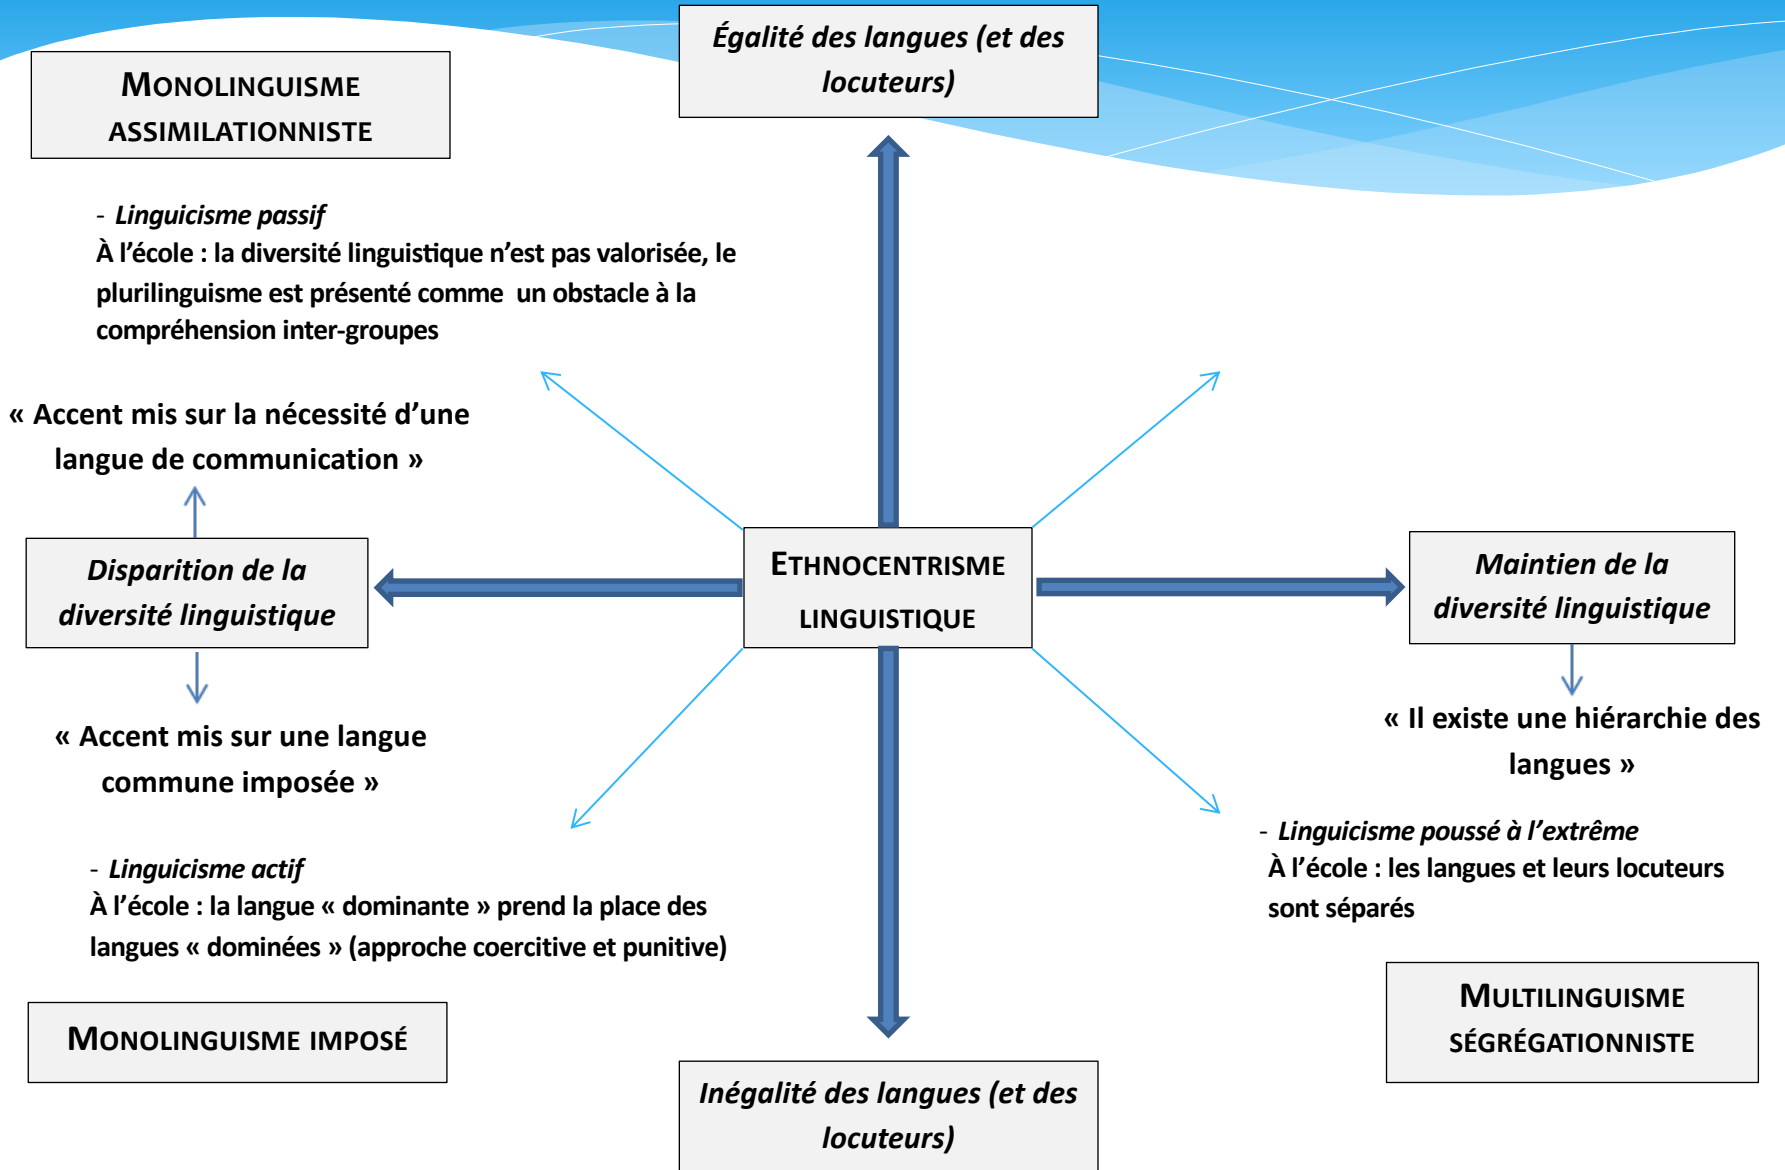 Égalité des langues (et des
locuteurs)
MONOLINGUISME
ASSIMILATIONNISTE
- Linguicisme passif
À l’école : la diversité linguistique n’est pas valorisée, le
plurilinguisme est présenté comme  un obstacle à la
compréhension inter-groupes
« Accent mis sur la nécessité d’une
langue de communication »
Disparition de la
diversité linguistique
ETHNOCENTRISME
LINGUISTIQUE
Maintien de la
diversité linguistique
« Accent mis sur une langue
commune imposée »
« Il existe une hiérarchie des
langues »
- Linguicisme actif
À l’école : la langue « dominante » prend la place des
langues « dominées » (approche coercitive et punitive)
- Linguicisme poussé à l’extrême
À l’école : les langues et leurs locuteurs
sont séparés
MONOLINGUISME IMPOSÉ
MULTILINGUISME
SÉGRÉGATIONNISTE
Inégalité des langues (et des
locuteurs)